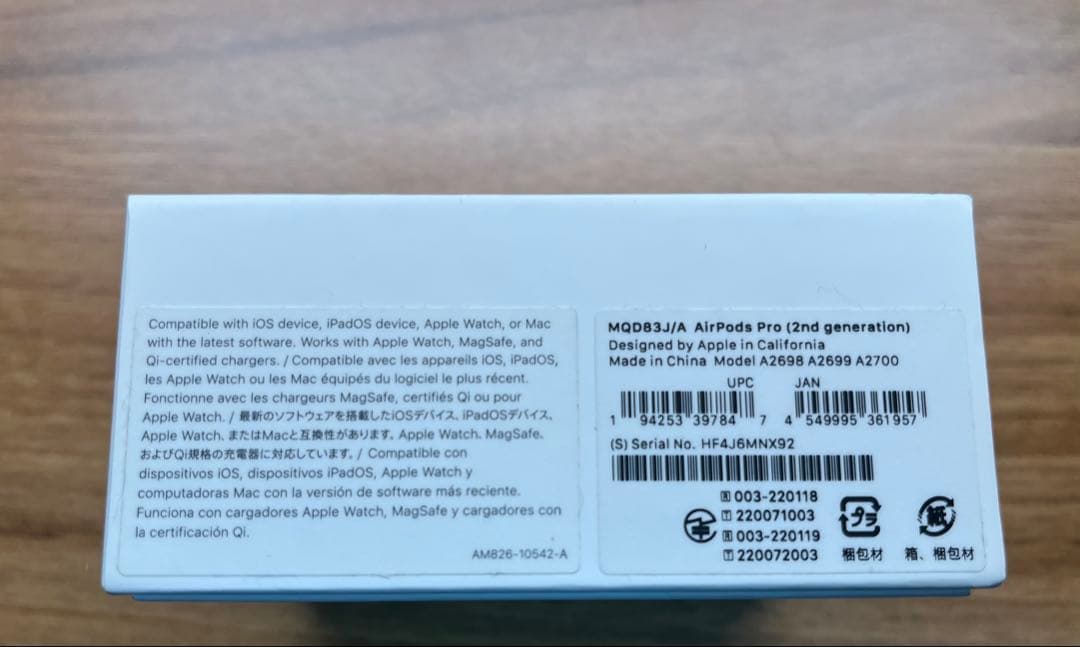 Compatible with iOS device, iPadOS device, Apple Watch, or Mac
with the latest software. Works with Apple Watch, MagSafe, and
Qi-certified chargers. / Compatible avec les appareils iOS, iPadOS,
les Apple Watch ou les Mac équipés du logiciel le plus récent.
Fonctionne avec les chargeurs MagSafe, certifiés Qi ou pour
Apple Watch. / 最新のソフトウェアを搭載したiOSデバイス、iPadOSデバイス、
Apple Watch、またはMacと互換性があります。Apple Watch、MagSafe、
およびQi規格の充電器に対応しています。 / Compatible con
dispositivos iOS, dispositivos iPadOS, Apple Watch y
computadoras Mac con la versión de software más reciente.
Funciona con cargadores Apple Watch, MagSafe y cargadores con
la certificación Qi.
AM826-10542-A
MQD83J/A AirPods Pro (2nd generation)
Designed by Apple in California
Made in China Model A2698 A2699 A2700
UPC JAN
1 94253 39784 7 4 549995 361957
(S) Serial No. HF4J6MNX92
R 003-220118
T 220071003
R 003-220119
T 220072003
プラ
梱包材
紙
箱、梱包材